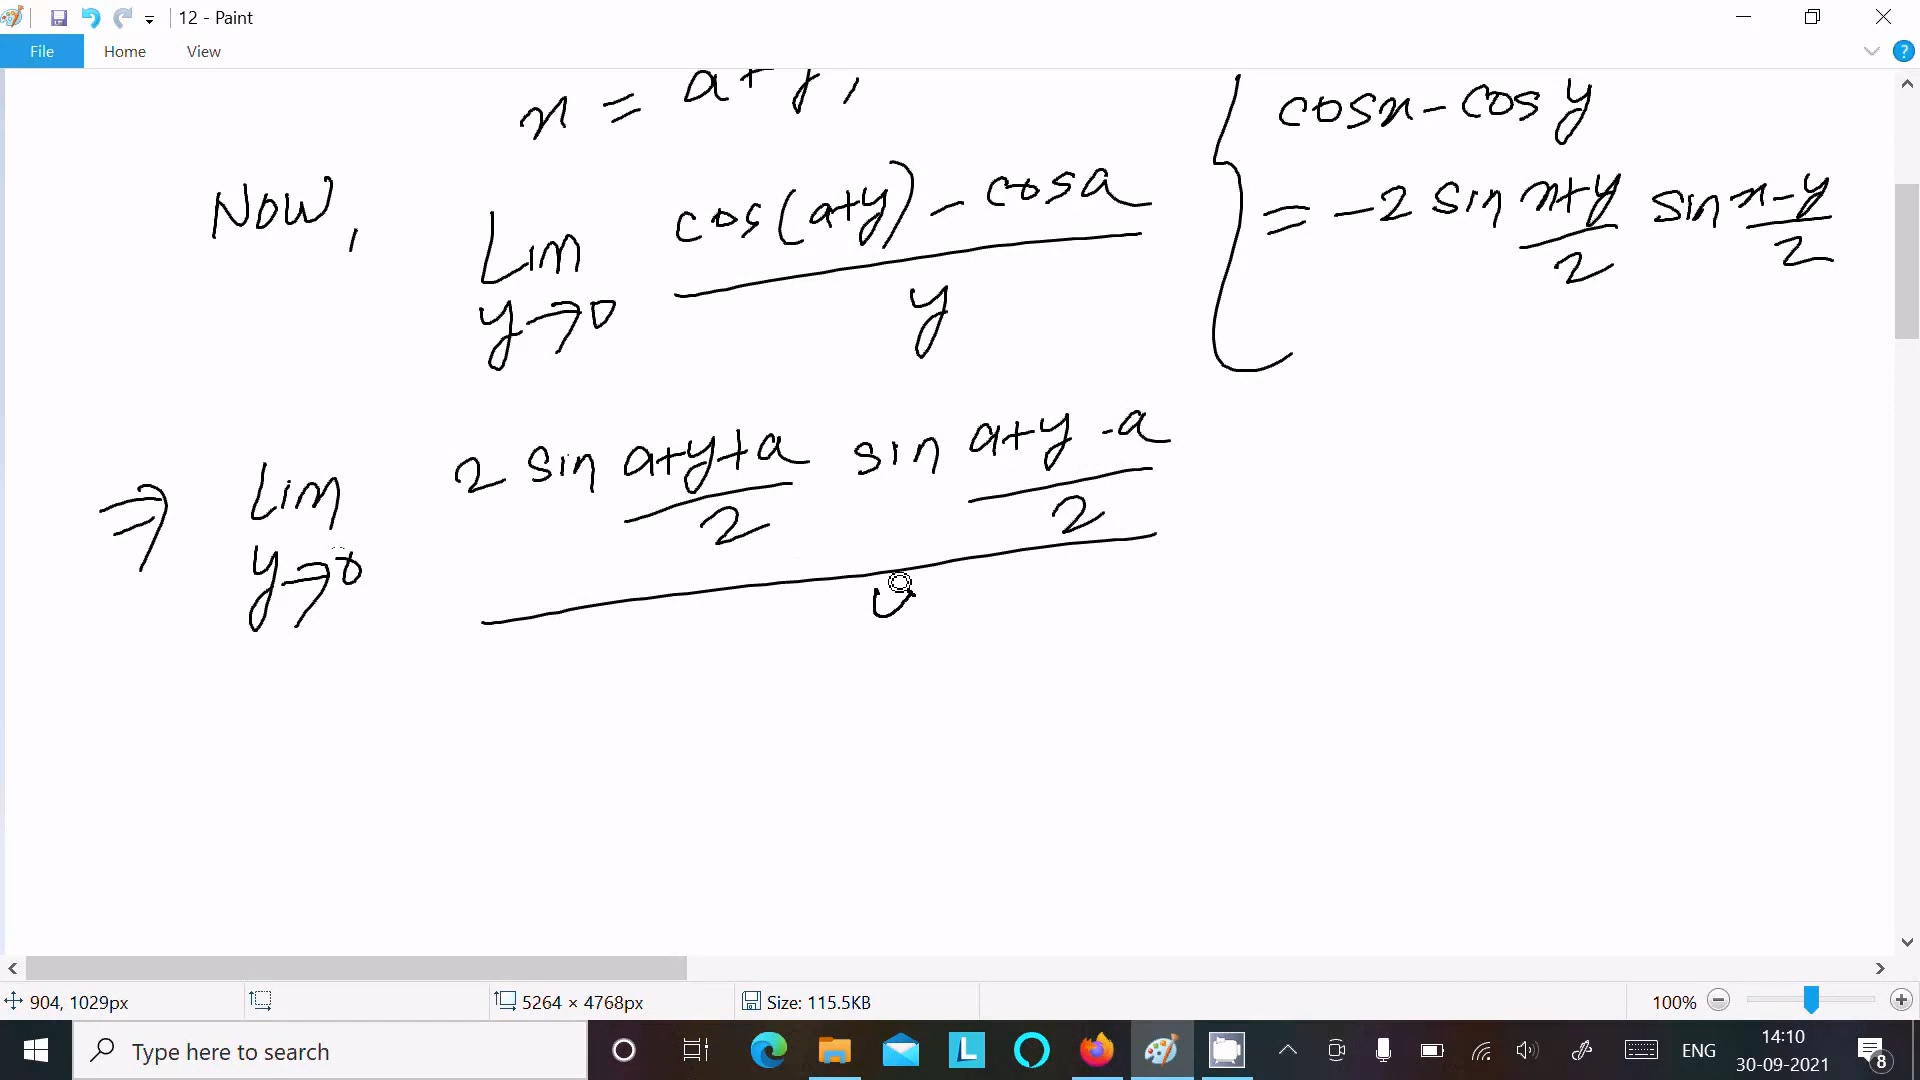 12 - Paint
File Home View
x = a + y,
Now, Lim y→0 cos(a+y) - cosa / y
cosx - cosy
= -2 sin x+y/2 sin x-y/2
⇒ Lim y→0 2 sin a+y+a/2 sin a+y-a/2
904, 1029px 5264 × 4768px Size: 115.5KB 100%
Type here to search L ENG 14:10
30-09-2021 8